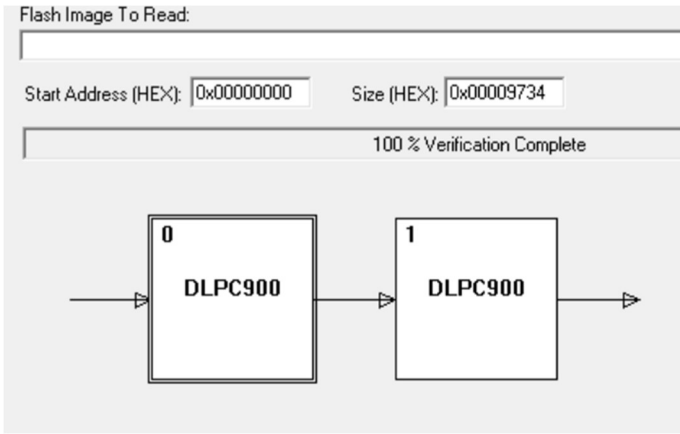 Flash Image To Read:
Start Address (HEX): 0x00000000 Size (HEX): 0x00009734
100 % Verification Complete
0 1
DLPC900 DLPC900